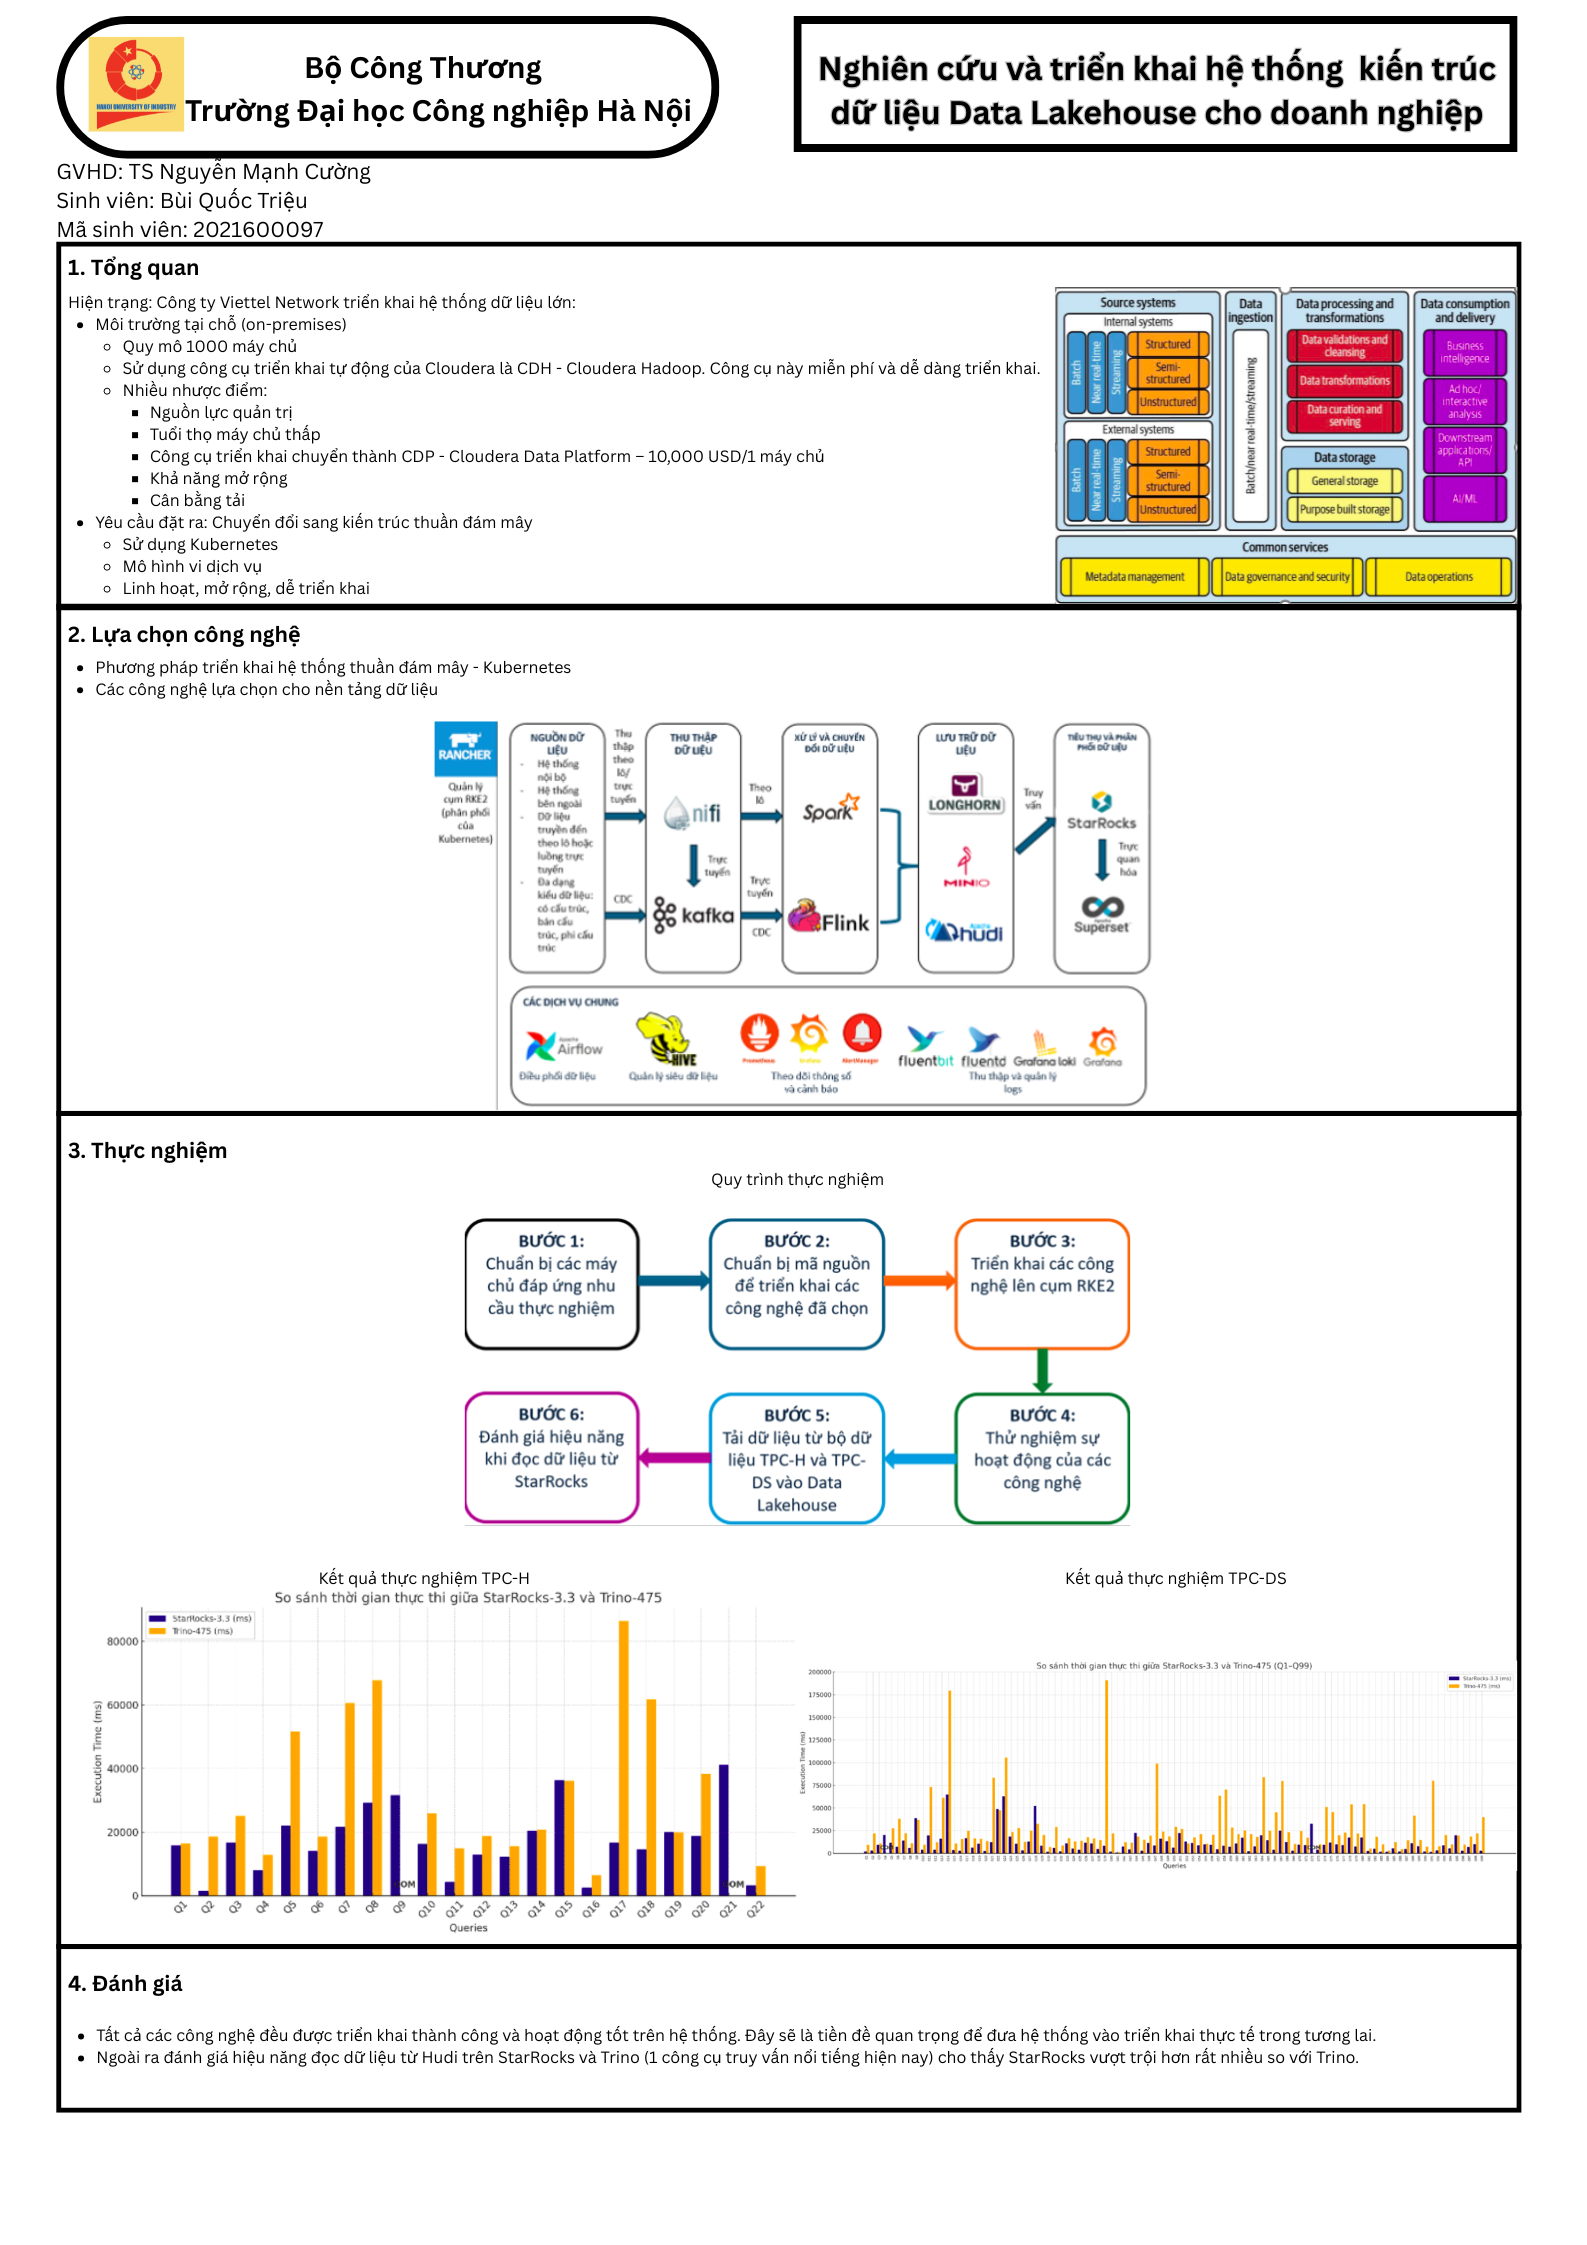 HANOI UNIVERSITY OF INDUSTRY
Bộ Công Thương
Trường Đại học Công nghiệp Hà Nội
Nghiên cứu và triển khai hệ thống kiến trúc
dữ liệu Data Lakehouse cho doanh nghiệp
GVHD: TS Nguyễn Mạnh Cường
Sinh viên: Bùi Quốc Triệu
Mã sinh viên: 2021600097
1. Tổng quan
Hiện trạng: Công ty Viettel Network triển khai hệ thống dữ liệu lớn:
Môi trường tại chỗ (on-premises)
Quy mô 1000 máy chủ
Sử dụng công cụ triển khai tự động của Cloudera là CDH - Cloudera Hadoop. Công cụ này miễn phí và dễ dàng triển khai.
Nhiều nhược điểm:
Nguồn lực quản trị
Tuổi thọ máy chủ thấp
Công cụ triển khai chuyển thành CDP - Cloudera Data Platform – 10,000 USD/1 máy chủ
Khả năng mở rộng
Cân bằng tải
Yêu cầu đặt ra: Chuyển đổi sang kiến trúc thuần đám mây
Sử dụng Kubernetes
Mô hình vi dịch vụ
Linh hoạt, mở rộng, dễ triển khai
Source systems
Internal systems
Batch
Near real-time
Streaming
Structured
Semi-
structured
Unstructured
External systems
Batch
Near real-time
Streaming
Structured
Semi-
structured
Unstructured
Data
ingestion
Batch/near real-time/streaming
Data processing and
transformations
Data validations and
cleansing
Data transformations
Data curation and
serving
Data storage
General storage
Purpose built storage
Data consumption
and delivery
Business
intelligence
Ad hoc/
interactive
analysis
Downstream
applications/
API
AI/ML
Common services
Metadata management
Data governance and security
Data operations
2. Lựa chọn công nghệ
Phương pháp triển khai hệ thống thuần đám mây - Kubernetes
Các công nghệ lựa chọn cho nền tảng dữ liệu
RANCHER
Quản lý
cụm RKE2
(phân phối
của
Kubernetes)
NGUỒN DỮ
LIỆU
- Hệ thống
nội bộ
- Hệ thống
bên ngoài
- Dữ liệu
truyền đến
theo lô hoặc
luồng trực
tuyến
- Đa dạng
kiểu dữ liệu:
có cấu trúc,
bán cấu
trúc, phi cấu
trúc
Thu
thập
theo
lô/
trực
tuyến
CDC
THU THẬP
DỮ LIỆU
nifi
Trực
tuyến
kafka
Theo
lô
Trực
tuyến
CDC
XỬ LÝ VÀ CHUYỂN
ĐỔI DỮ LIỆU
Spark
Flink
LƯU TRỮ DỮ
LIỆU
LONGHORN
MINIO
hudi
Truy
vấn
TIÊU THỤ VÀ PHÂN
PHỐI DỮ LIỆU
StarRocks
Trực
quan
hóa
Superset
CÁC DỊCH VỤ CHUNG
Apache
Airflow
Điều phối dữ liệu
HIVE
Quản lý siêu dữ liệu
Prometheus
Grafana
AlertManager
Theo dõi thông số
và cảnh báo
fluentbit
fluentd
Grafana loki
Grafana
Thu thập và quản lý
logs
3. Thực nghiệm
Quy trình thực nghiệm
BƯỚC 1:
Chuẩn bị các máy
chủ đáp ứng nhu
cầu thực nghiệm
BƯỚC 2:
Chuẩn bị mã nguồn
để triển khai các
công nghệ đã chọn
BƯỚC 3:
Triển khai các công
nghệ lên cụm RKE2
BƯỚC 6:
Đánh giá hiệu năng
khi đọc dữ liệu từ
StarRocks
BƯỚC 5:
Tải dữ liệu từ bộ dữ
liệu TPC-H và TPC-
DS vào Data
Lakehouse
BƯỚC 4:
Thử nghiệm sự
hoạt động của các
công nghệ
Kết quả thực nghiệm TPC-H
So sánh thời gian thực thi giữa StarRocks-3.3 và Trino-475
StarRocks-3.3 (ms)
Trino-475 (ms)
Execution Time (ms)
80000
60000
40000
20000
0
OOM
OOM
Q1 Q2 Q3 Q4 Q5 Q6 Q7 Q8 Q9 Q10 Q11 Q12 Q13 Q14 Q15 Q16 Q17 Q18 Q19 Q20 Q21 Q22
Queries
Kết quả thực nghiệm TPC-DS
So sánh thời gian thực thi giữa StarRocks-3.3 và Trino-475 (Q1-Q99)
StarRocks-3.3 (ms)
Trino-475 (ms)
Execution Time (ms)
200000
175000
150000
125000
100000
75000
50000
25000
0
Queries
4. Đánh giá
Tất cả các công nghệ đều được triển khai thành công và hoạt động tốt trên hệ thống. Đây sẽ là tiền đề quan trọng để đưa hệ thống vào triển khai thực tế trong tương lai.
Ngoài ra đánh giá hiệu năng đọc dữ liệu từ Hudi trên StarRocks và Trino (1 công cụ truy vấn nổi tiếng hiện nay) cho thấy StarRocks vượt trội hơn rất nhiều so với Trino.